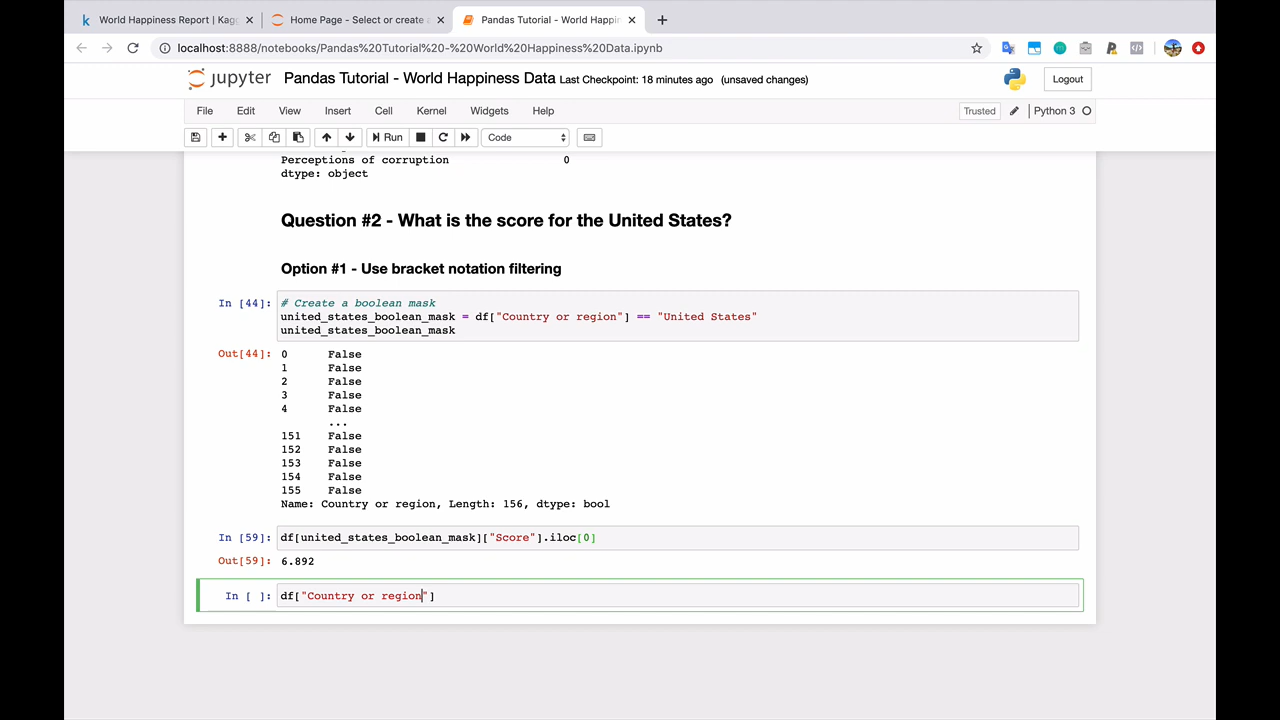 World Happiness Report | Kagg
Home Page - Select or create a
Pandas Tutorial - World Happin
localhost:8888/notebooks/Pandas%20Tutorial%20-%20World%20Happiness%20Data.ipynb
jupyter Pandas Tutorial - World Happiness Data Last Checkpoint: 18 minutes ago (unsaved changes)
Logout
File Edit View Insert Cell Kernel Widgets Help
Trusted Python 3
Run Code
Perceptions of corruption 0
dtype: object
Question #2 - What is the score for the United States?
Option #1 - Use bracket notation filtering
In [44]: # Create a boolean mask
united_states_boolean_mask = df["Country or region"] == "United States"
united_states_boolean_mask
Out[44]: 0 False
1 False
2 False
3 False
4 False
...
151 False
152 False
153 False
154 False
155 False
Name: Country or region, Length: 156, dtype: bool
In [59]: df[united_states_boolean_mask]["Score"].iloc[0]
Out[59]: 6.892
In [ ]: df["Country or region"]